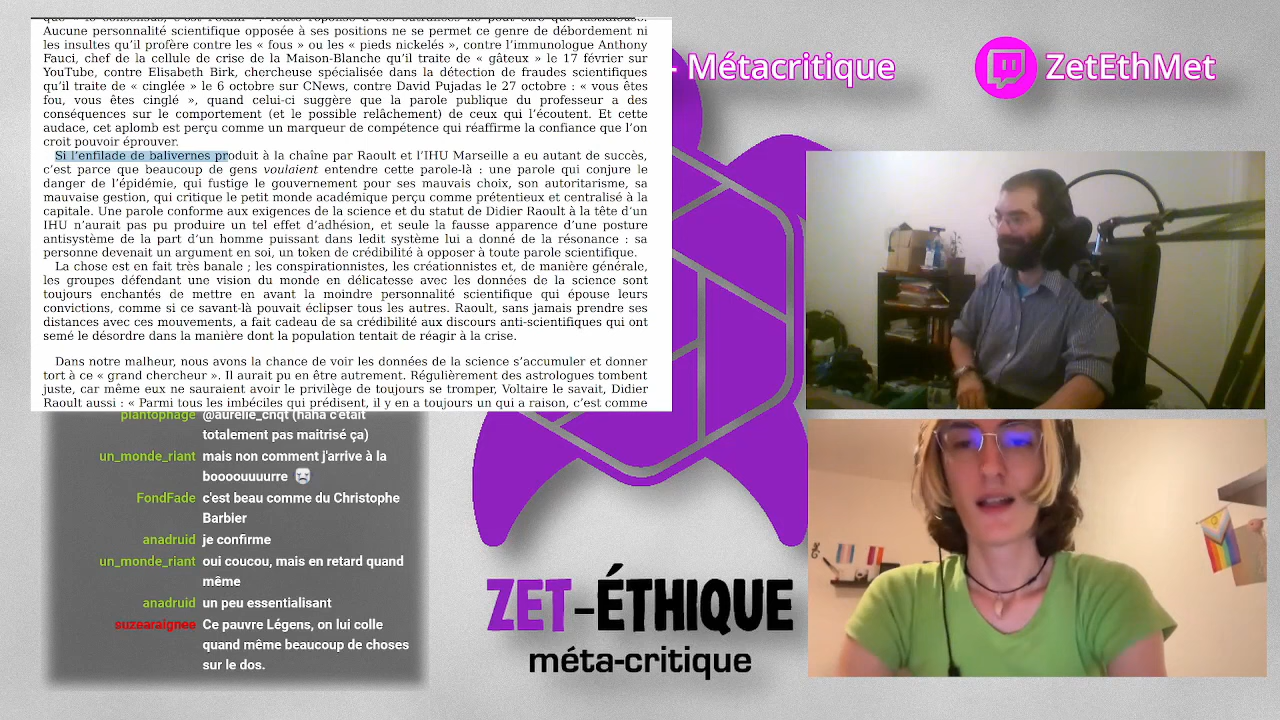 Aucune personnalité scientifique opposée à ses positions ne se permet ce genre de débordement ni
les insultes qu’il profère contre les « fous » ou les « pieds nickelés », contre l’immunologue Anthony
Fauci, chef de la cellule de crise de la Maison-Blanche qu’il traite de « gâteux » le 17 février sur
YouTube, contre Elisabeth Birk, chercheuse spécialisée dans la détection de fraudes scientifiques
qu’il traite de « cinglée » le 6 octobre sur CNews, contre David Pujadas le 27 octobre : « vous êtes
fou, vous êtes cinglé », quand celui-ci suggère que la parole publique du professeur a des
conséquences sur le comportement (et le possible relâchement) de ceux qui l’écoutent. Et cette
audace, cet aplomb est perçu comme un marqueur de compétence qui réaffirme la confiance que l’on
croit pouvoir éprouver.
Si l’enfilade de balivernes produit à la chaîne par Raoult et l’IHU Marseille a eu autant de succès,
c’est parce que beaucoup de gens voulaient entendre cette parole-là : une parole qui conjure le
danger de l’épidémie, qui fustige le gouvernement pour ses mauvais choix, son autoritarisme, sa
mauvaise gestion, qui critique le petit monde académique perçu comme prétentieux et centralisé à la
capitale. Une parole conforme aux exigences de la science et du statut de Didier Raoult à la tête d’un
IHU n’aurait pas pu produire un tel effet d’adhésion, et seule la fausse apparence d’une posture
antisystème de la part d’un homme puissant dans ledit système lui a donné de la résonance : sa
personne devenait un argument en soi, un token de crédibilité à opposer à toute parole scientifique.
La chose est en fait très banale ; les conspirationnistes, les créationnistes et, de manière générale,
les groupes défendant une vision du monde en délicatesse avec les données de la science sont
toujours enchantés de mettre en avant la moindre personnalité scientifique qui épouse leurs
convictions, comme si ce savant-là pouvait éclipser tous les autres. Raoult, sans jamais prendre ses
distances avec ces mouvements, a fait cadeau de sa crédibilité aux discours anti-scientifiques qui ont
semé le désordre dans la manière dont la population tentait de réagir à la crise.
Dans notre malheur, nous avons la chance de voir les données de la science s’accumuler et donner
tort à ce « grand chercheur ». Il aurait pu en être autrement. Régulièrement des astrologues tombent
juste, car même eux ne sauraient avoir le privilège de toujours se tromper, Voltaire le savait, Didier
Raoult aussi : « Parmi tous les imbéciles qui prédisent, il y en a toujours un qui a raison, c’est comme
- Métacritique
ZetEthMet
plantophage @aurelie_cnqt (haha c'était
totalement pas maitrisé ça)
un_monde_riant mais non comment j'arrive à la
boooouuuurre
FondFade c'est beau comme du Christophe
Barbier
anadruid je confirme
un_monde_riant oui coucou, mais en retard quand
même
anadruid un peu essentialisant
suzearaignee Ce pauvre Légens, on lui colle
quand même beaucoup de choses
sur le dos.
ZET-ÉTHIQUE
méta-critique